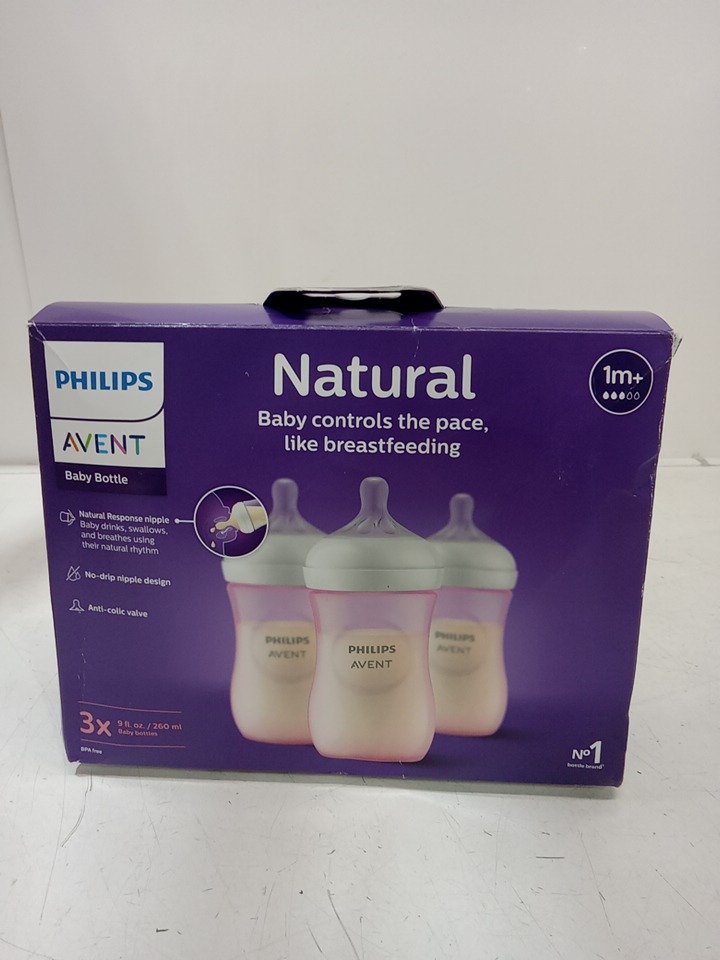 PHILIPS
AVENT
Baby Bottle
Natural
Baby controls the pace,
like breastfeeding
1m+
Natural Response nipple
Baby drinks, swallows,
and breathes using
their natural rhythm
No-drip nipple design
Anti-colic valve
PHILIPS
AVENT
PHILIPS
AVENT
PHILIPS
AVENT
3x
9 fl. oz. / 260 ml
Baby bottles
BPA free
Nº1
bottle brand*